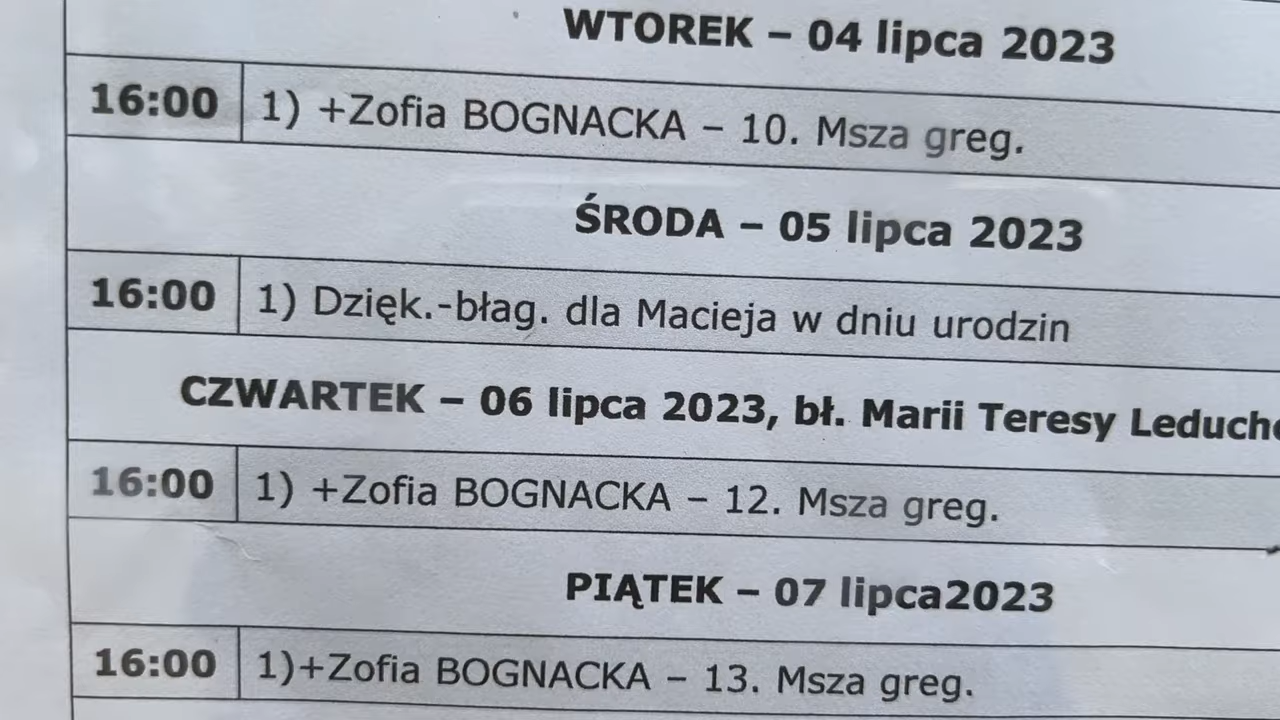 WTOREK – 04 lipca 2023
16:00 1) +Zofia BOGNACKA – 10. Msza greg.
ŚRODA – 05 lipca 2023
16:00 1) Dzięk.-błag. dla Macieja w dniu urodzin
CZWARTEK – 06 lipca 2023, bł. Marii Teresy
16:00 1) +Zofia BOGNACKA – 12. Msza greg.
PIĄTEK – 07 lipca2023
16:00 1)+Zofia BOGNACKA – 13. Msza greg.